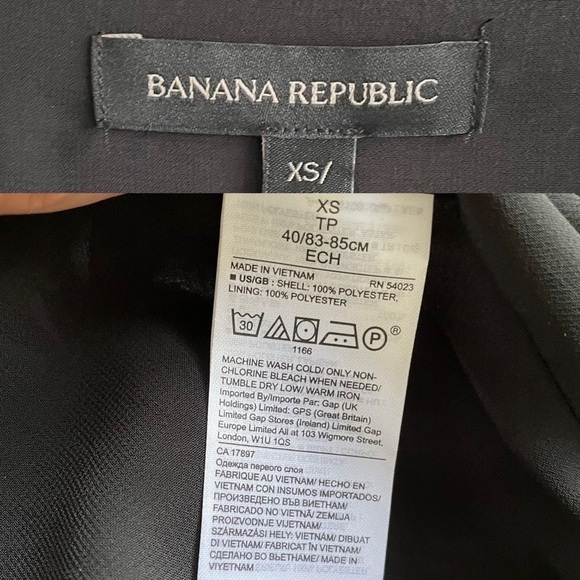 BANANA REPUBLIC
XS/
XS
TP
40/83-85CM
ECH
MADE IN VIETNAM RN 54023
■ US/GB : SHELL: 100% POLYESTER,
LINING: 100% POLYESTER
30 P ®
1166
MACHINE WASH COLD/ ONLY NON-
CHLORINE BLEACH WHEN NEEDED/
TUMBLE DRY LOW/ WARM IRON
Imported By/Importe Par: Gap (UK
Holdings) Limited: GPS (Great Britain)
Limited Gap Stores (Ireland) Limited Gap
Europe Limited All at 103 Wigmore Street,
London, W1U 1QS
CA 17897
Одежда первого слоя
FABRIQUE AU VIETNAM/ HECHO EN
VIETNAM CON INSUMOS IMPORTADOS/
ПРОИЗВЕДЕНО ВЪВ ВИЕТНАМ/
FABRICADO NO VIETNÃ/ ZEMLJA
PROIZVODNJE VIJETNAM/
SZÁRMAZÁSI HELY: VIETNÁM/ DIBUAT
DI VIETNAM/ FABBRICATO IN VIETNAM/
СДЕЛАНО ВО ВЬЕТНАМЕ/ MADE IN
VIYETNAM